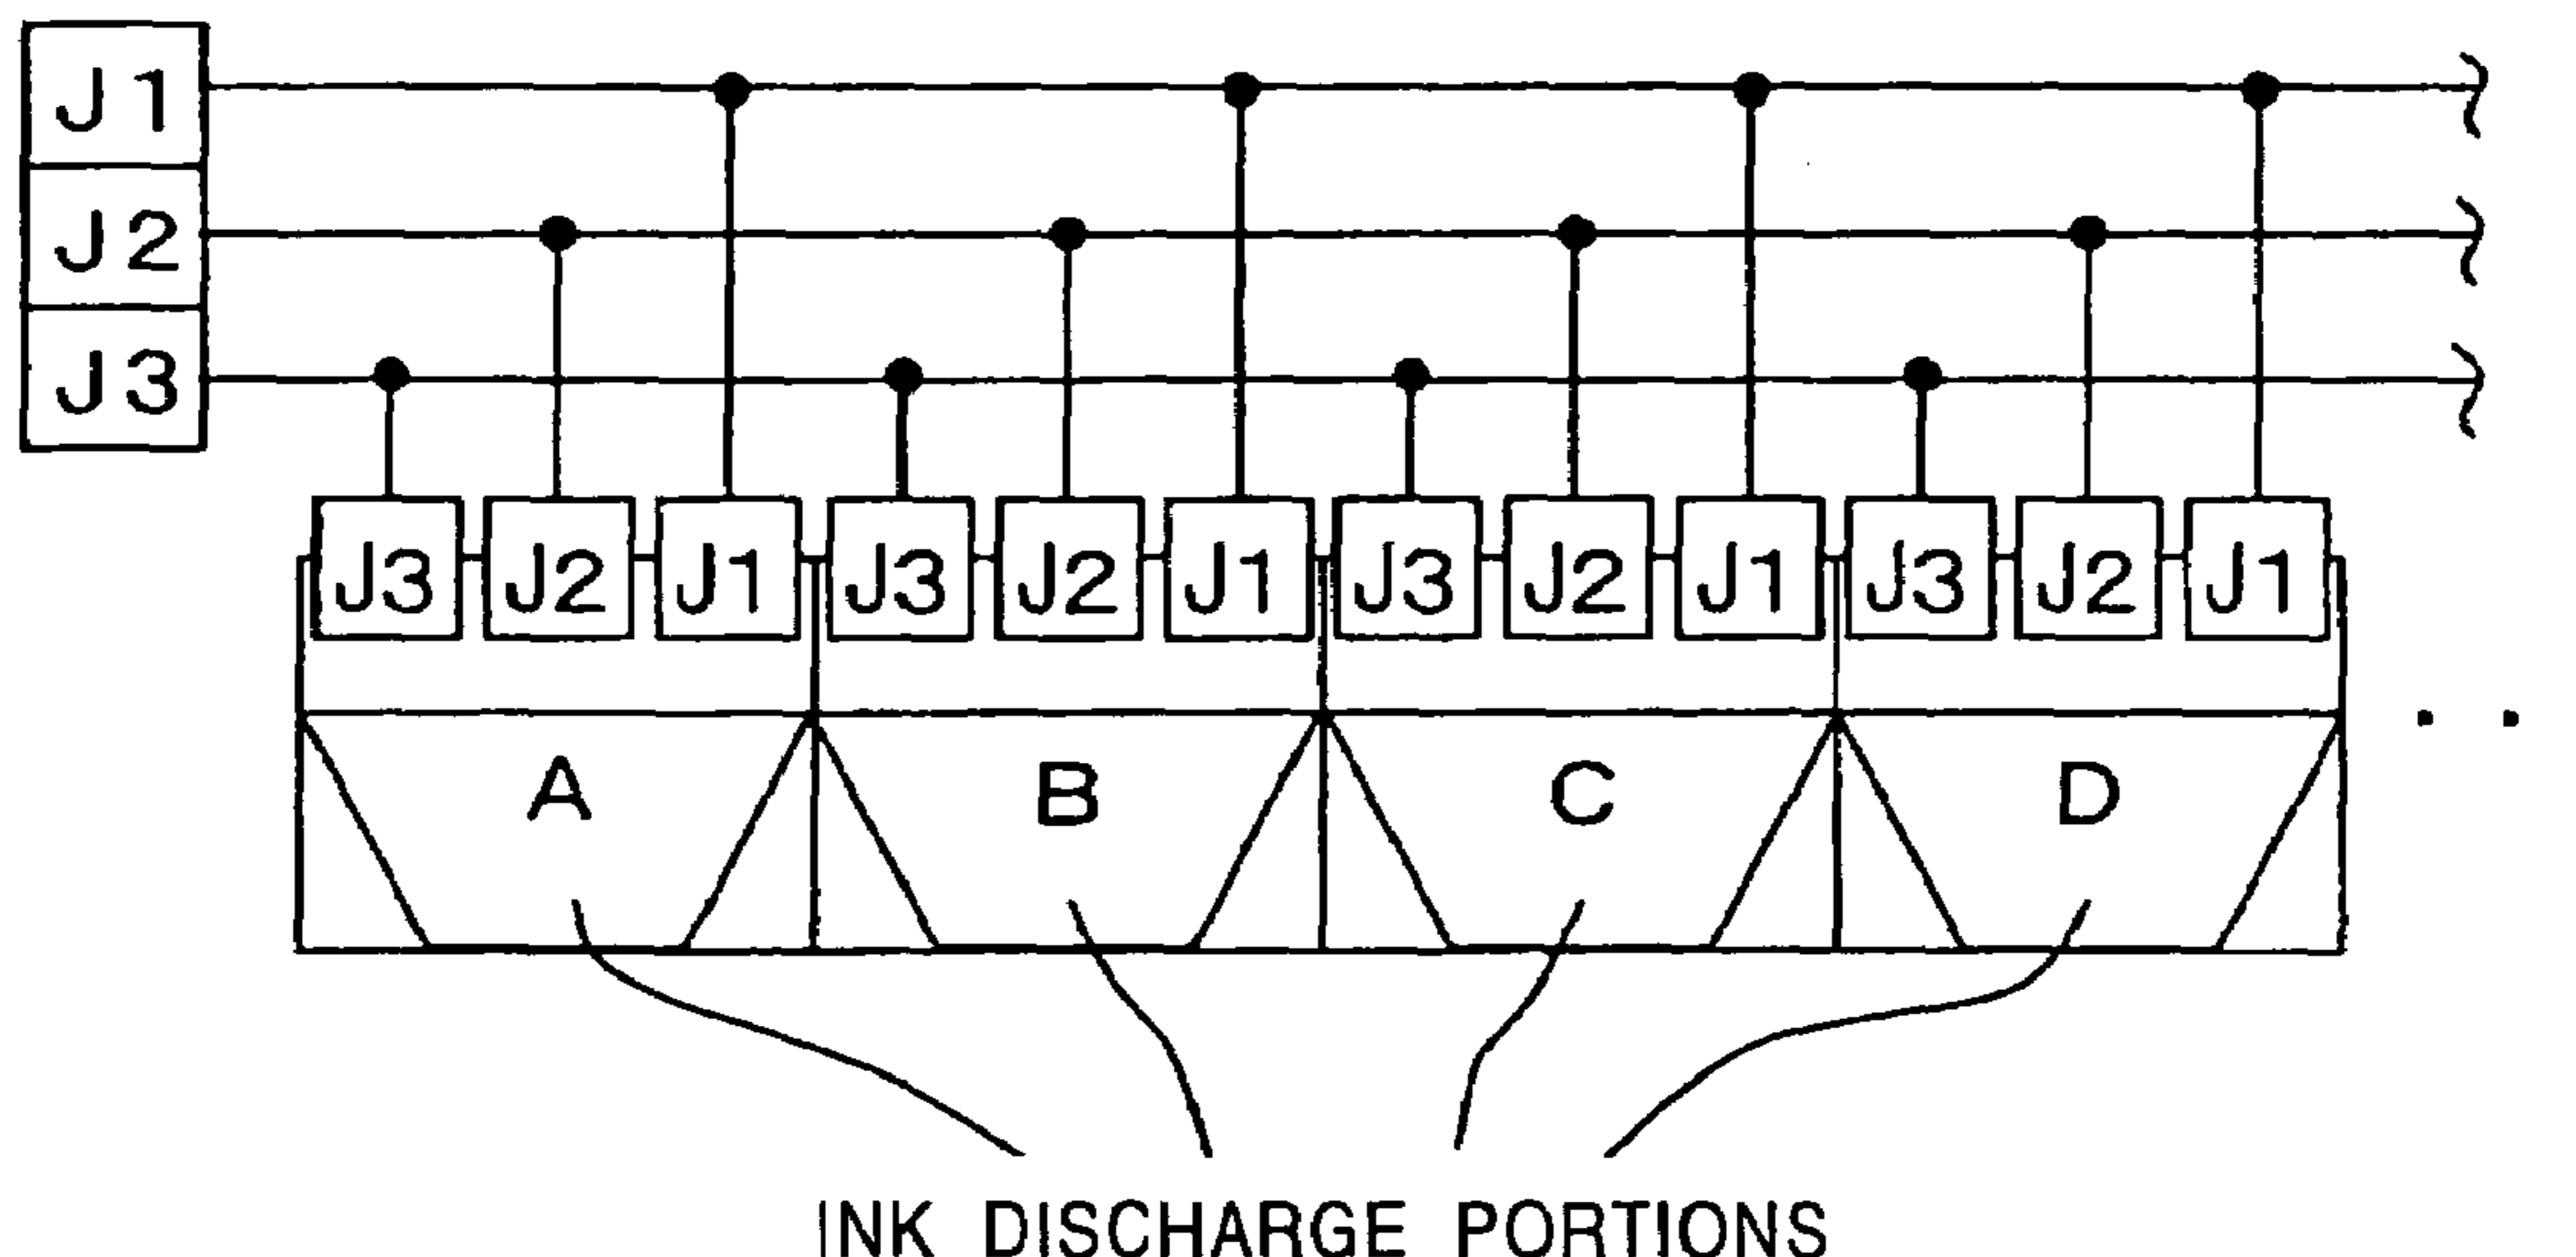 J1
J2
J3
J3 J2 J1 J3 J2 J1 J3 J2 J1 J3 J2 J1
A B C D
INK DISCHARGE PORTIONS